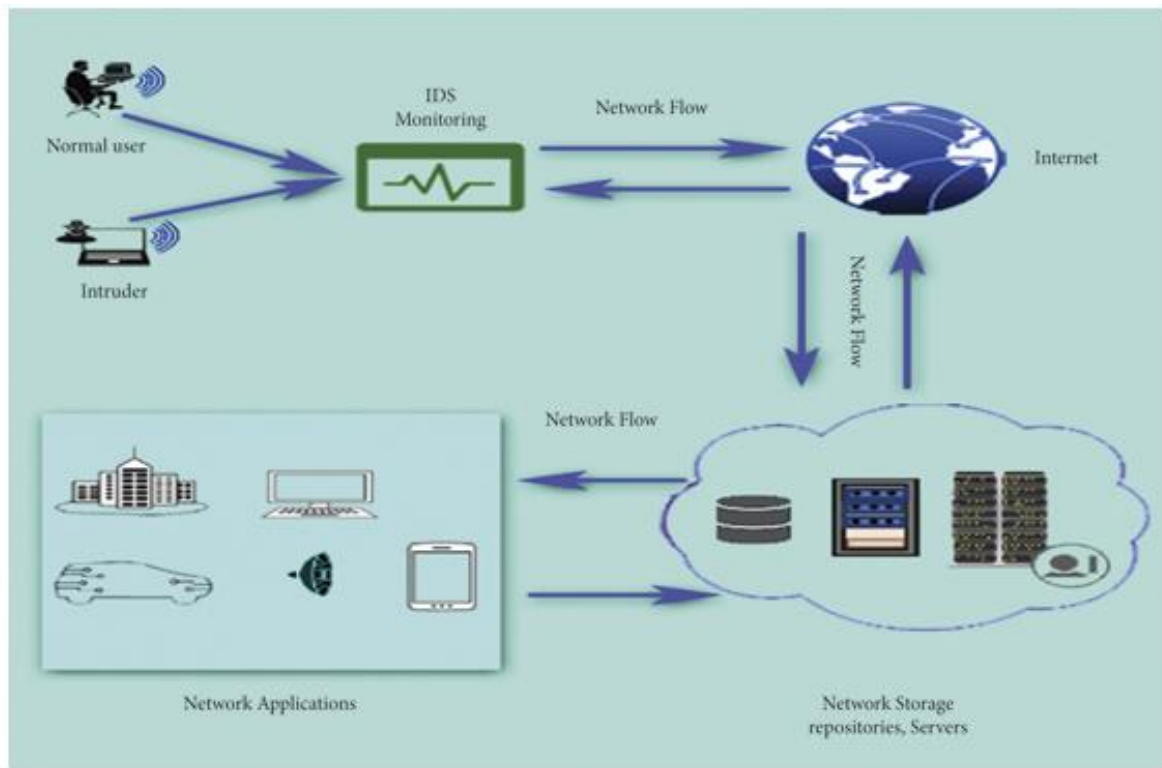 IDS
Monitoring
Network Flow
Normal user
Internet
Intruder
Network Flow
Network Flow
Network Applications
Network Storage
repositories, Servers